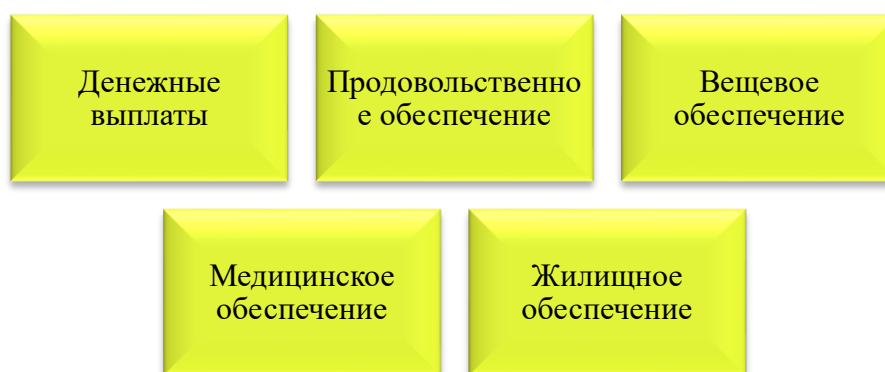 Денежные
выплаты
Продовольственно
е обеспечение
Вещевое
обеспечение
Медицинское
обеспечение
Жилищное
обеспечение